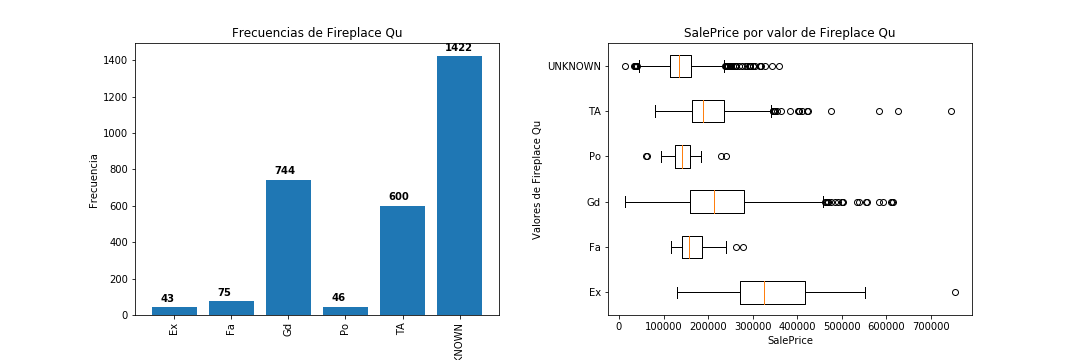 Frecuencias de Fireplace Qu
Frecuencia
1400
1200
1000
800
600
400
200
0
43
75
744
46
600
1422
Ex
Fa
Gd
Po
TA
KNOWN
SalePrice por valor de Fireplace Qu
Valores de Fireplace Qu
UNKNOWN
TA
Po
Gd
Fa
Ex
0
100000
200000
300000
400000
500000
600000
700000
SalePrice